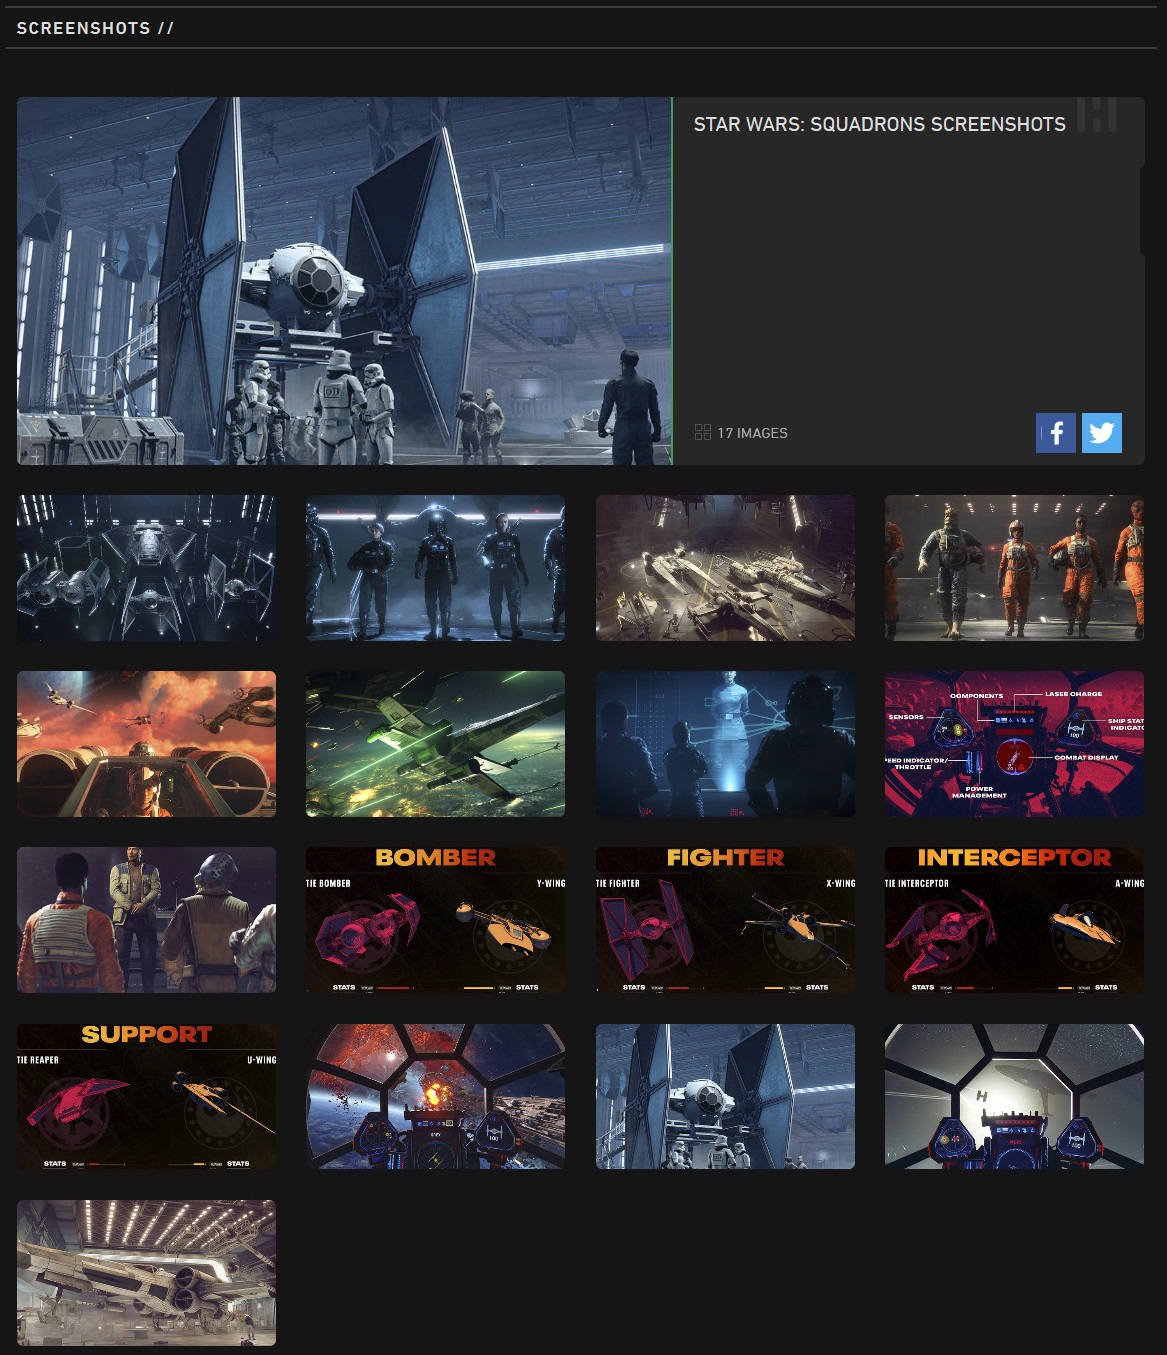 SCREENSHOTS //
STAR WARS: SQUADRONS SCREENSHOTS
17 IMAGES
COMPONENTS
LASER CHARGE
SENSORS
SHIP STAT
INDICATO
100
EED INDICATOR/
THROTTLE
COMBAT DISPLAY
POWER
MANAGEMENT
BOMBER
TIE BOMBER
Y-WING
STATS
STATS
FIGHTER
TIE FIGHTER
X-WING
STATS
STATS
INTERCEPTOR
TIE INTERCEPTOR
A-WING
STATS
STATS
SUPPORT
TIE REAPER
U-WING
STATS
STATS
100